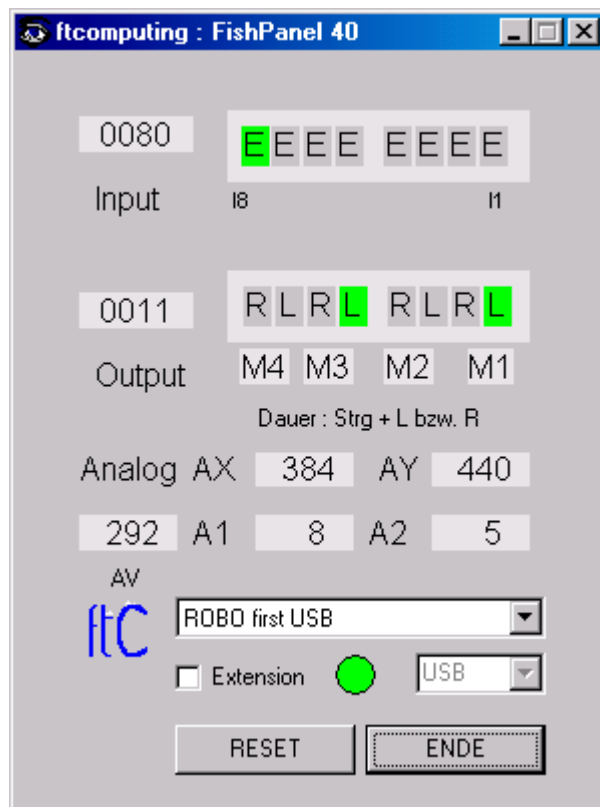 ftcomputing : FishPanel 40
0080 E E E E E E E E
Input I8 I1
0011 R L R L R L R L
Output M4 M3 M2 M1
Dauer : Strg + L bzw. R
Analog AX 384 AY 440
292 A1 8 A2 5
AV
ftC ROBO first USB
Extension USB
RESET ENDE